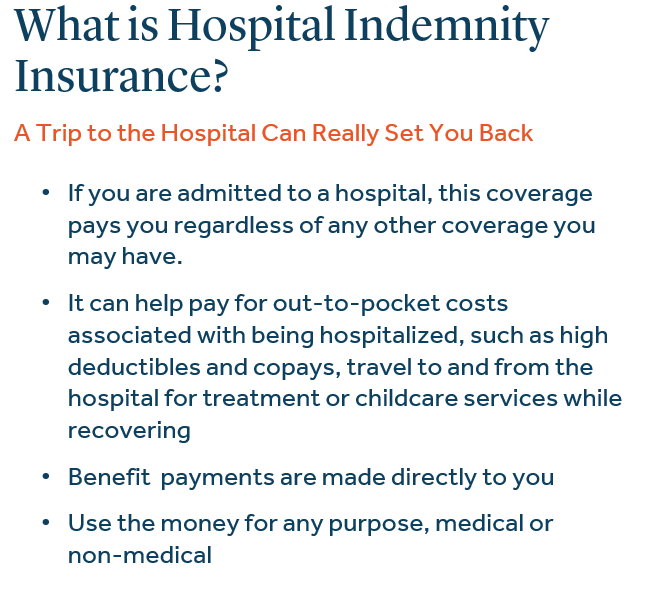 What is Hospital Indemnity
Insurance?
A Trip to the Hospital Can Really Set You Back
• If you are admitted to a hospital, this coverage
pays you regardless of any other coverage you
may have.
• It can help pay for out-to-pocket costs
associated with being hospitalized, such as high
deductibles and copays, travel to and from the
hospital for treatment or childcare services while
recovering
• Benefit  payments are made directly to you
• Use the money for any purpose, medical or
non-medical